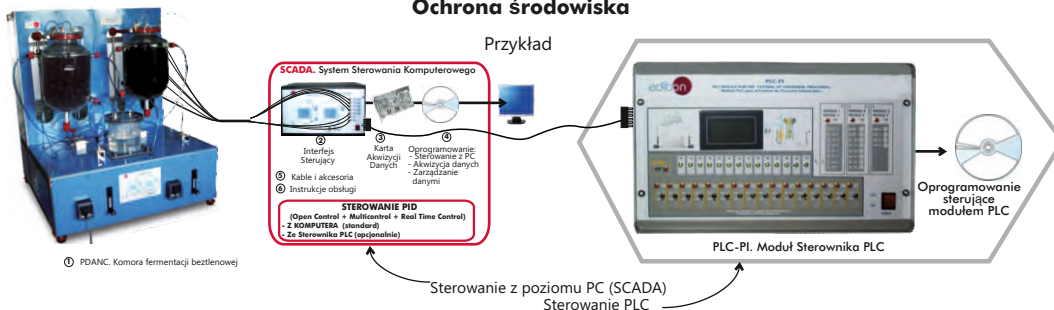 Ochrona środowiska
Przykład
SCADA. System Sterowania Komputerowego
② Interfejs
Sterujący
③ Karta
Akwizycji
Danych
④ Oprogramowanie:
- Sterowanie z PC
- Akwizycja danych
- Zarządzanie
danymi
⑤ Kable i akcesoria
⑥ Instrukcje obsługi
STEROWANIE PID
(Open Control + Multicontrol + Real Time Control)
- Z KOMPUTERA (standard)
- Ze Sterownika PLC (opcjonalnie)
① PDANC. Komora fermentacji beztlenowej
edibon
PLC-PI
PLC-PI. Moduł Sterownika PLC
Oprogramowanie
sterujące
modułem PLC
Sterowanie z poziomu PC (SCADA)
Sterowanie PLC